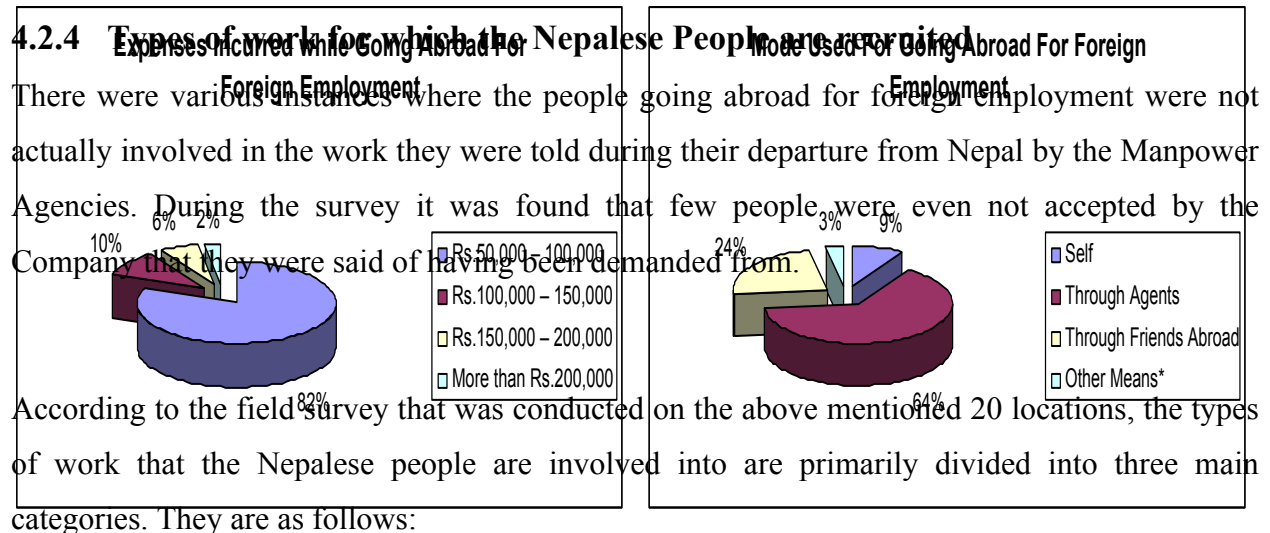 4.2.4 Types of work for which the Nepalese People are recruited
Expenses Incurred while Going Abroad For
Foreign Employment
Mode Used For Going Abroad For Foreign
Employment
There were various instances where the people going abroad for foreign employment were not
actually involved in the work they were told during their departure from Nepal by the Manpower
Agencies. During the survey it was found that few people were even not accepted by the
Company that they were said of having been demanded from.
10%
6%
2%
82%
Rs.50,000 – 100,000
Rs.100,000 – 150,000
Rs.150,000 – 200,000
More than Rs.200,000
24%
3%
9%
64%
Self
Through Agents
Through Friends Abroad
Other Means*
According to the field survey that was conducted on the above mentioned 20 locations, the types
of work that the Nepalese people are involved into are primarily divided into three main
categories. They are as follows: